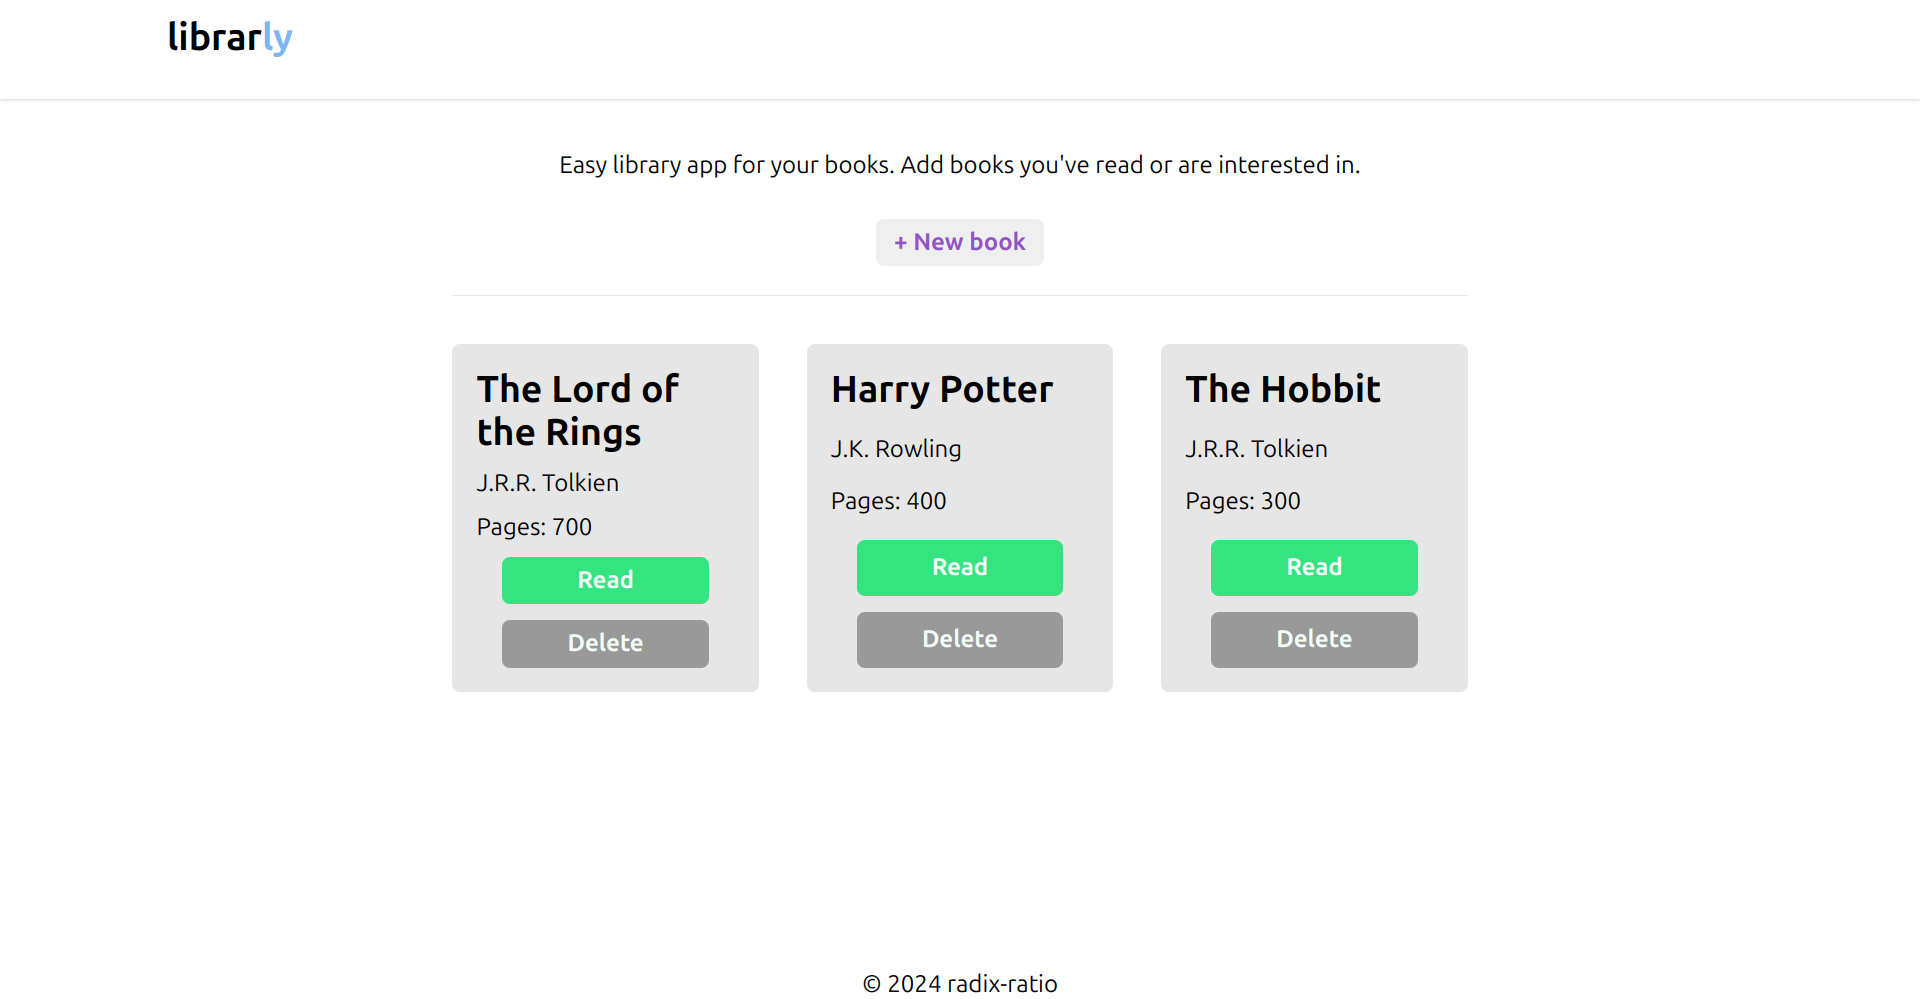 librarly
Easy library app for your books. Add books you've read or are interested in.
+ New book
The Lord of
the Rings
J.R.R. Tolkien
Pages: 700
Read
Delete
Harry Potter
J.K. Rowling
Pages: 400
Read
Delete
The Hobbit
J.R.R. Tolkien
Pages: 300
Read
Delete
© 2024 radix-ratio